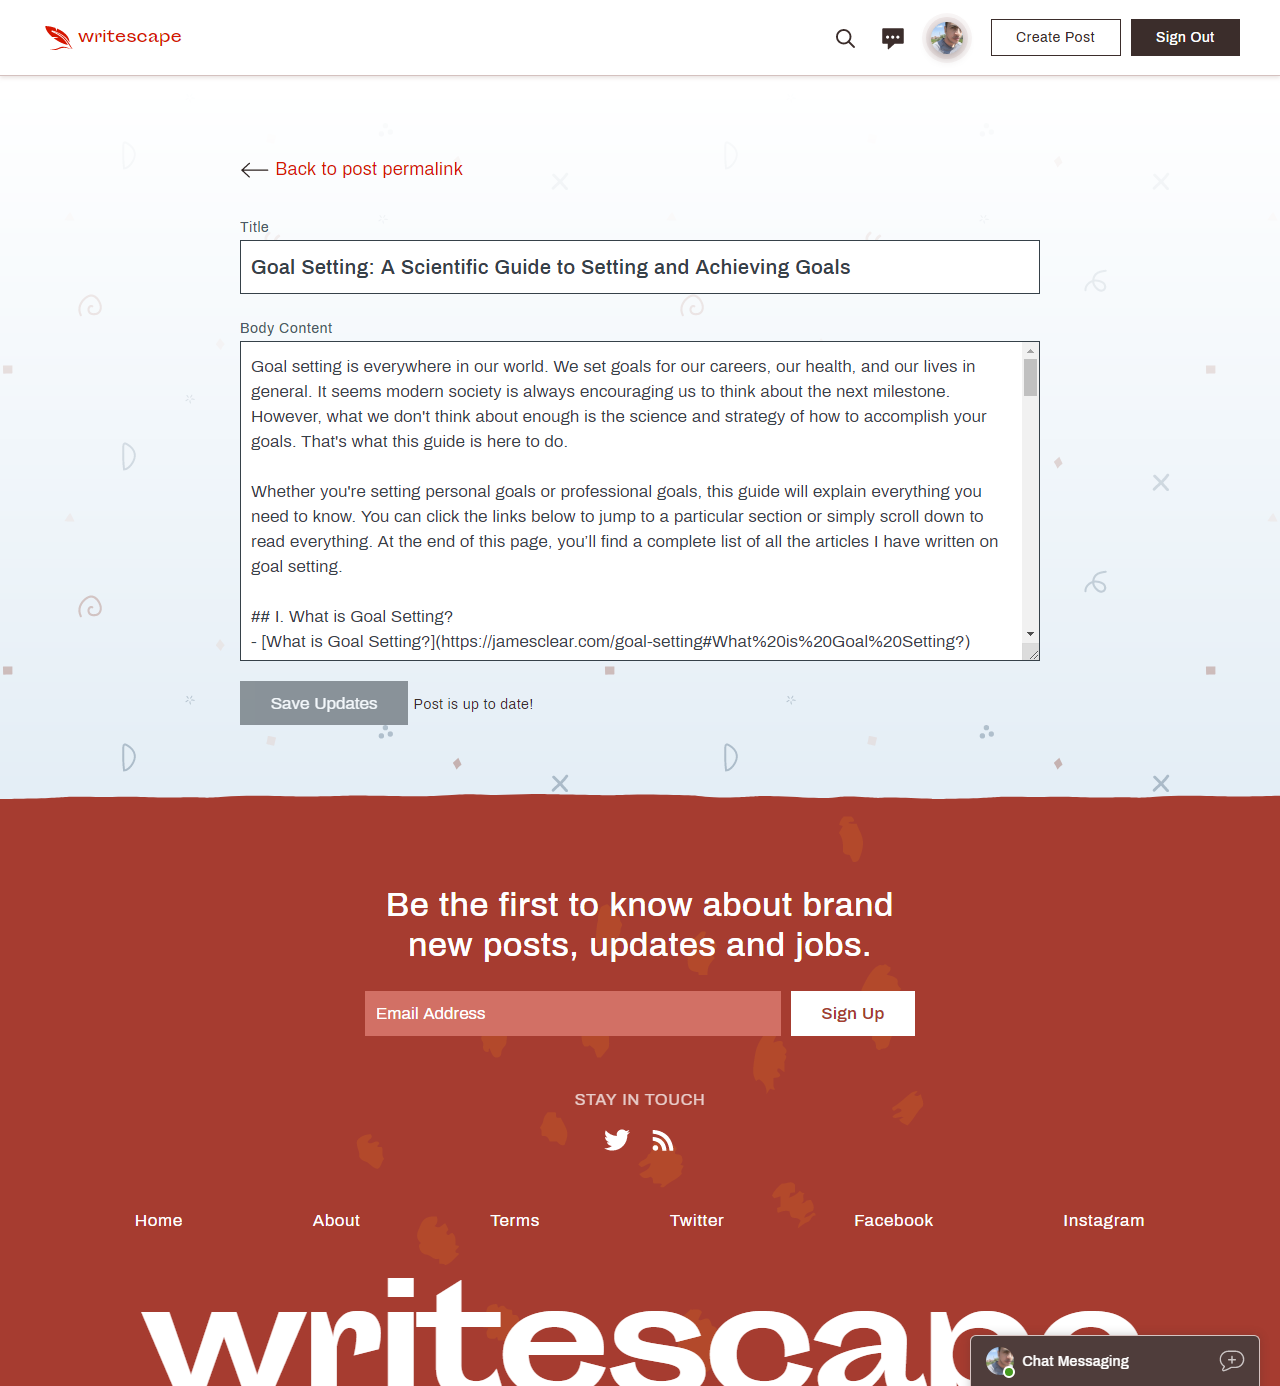 writescape
Create Post
Sign Out
Back to post permalink
Title
Goal Setting: A Scientific Guide to Setting and Achieving Goals
Body Content
Goal setting is everywhere in our world. We set goals for our careers, our health, and our lives in
general. It seems modern society is always encouraging us to think about the next milestone.
However, what we don't think about enough is the science and strategy of how to accomplish your
goals. That's what this guide is here to do.
Whether you're setting personal goals or professional goals, this guide will explain everything you
need to know. You can click the links below to jump to a particular section or simply scroll down to
read everything. At the end of this page, you’ll find a complete list of all the articles I have written on
goal setting.
## I. What is Goal Setting?
- [What is Goal Setting?](https://jamesclear.com/goal-setting#What%20is%20Goal%20Setting?)
Save Updates
Post is up to date!
Be the first to know about brand
new posts, updates and jobs.
Email Address
Sign Up
STAY IN TOUCH
Home
About
Terms
Twitter
Facebook
Instagram
writescape
Chat Messaging